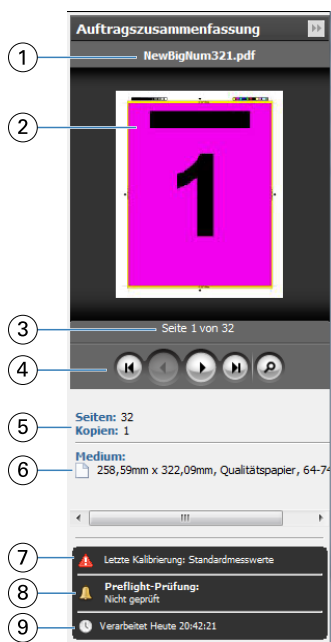 Auftragszusammenfassung
1 NewBigNum321.pdf
2
1
3 Seite 1 von 32
4
5 Seiten: 32
Kopien: 1
Medium:
6 258,59mm x 322,09mm, Qualitätspapier, 64-74
7 Letzte Kalibrierung: Standardmesswerte
8 Preflight-Prüfung:
Nicht geprüft
9 Verarbeitet Heute 20:42:21